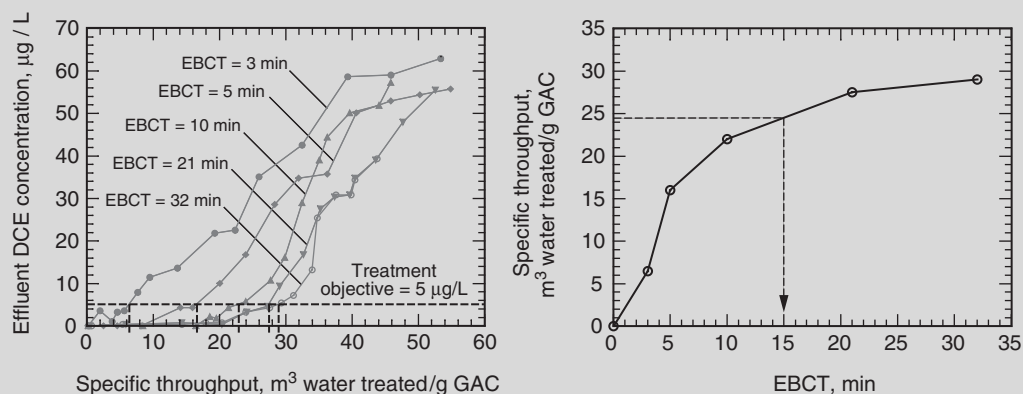 Effluent DCE concentration, µg / L
70
60
50
40
30
20
10
0
EBCT = 3 min
EBCT = 5 min
EBCT = 10 min
EBCT = 21 min
EBCT = 32 min
Treatment
objective = 5 µg/L
0 10 20 30 40 50 60
Specific throughput, m³ water treated/g GAC
Specific throughput,
m³ water treated/g GAC
35
30
25
20
15
10
5
0
0 5 10 15 20 25 30 35
EBCT, min